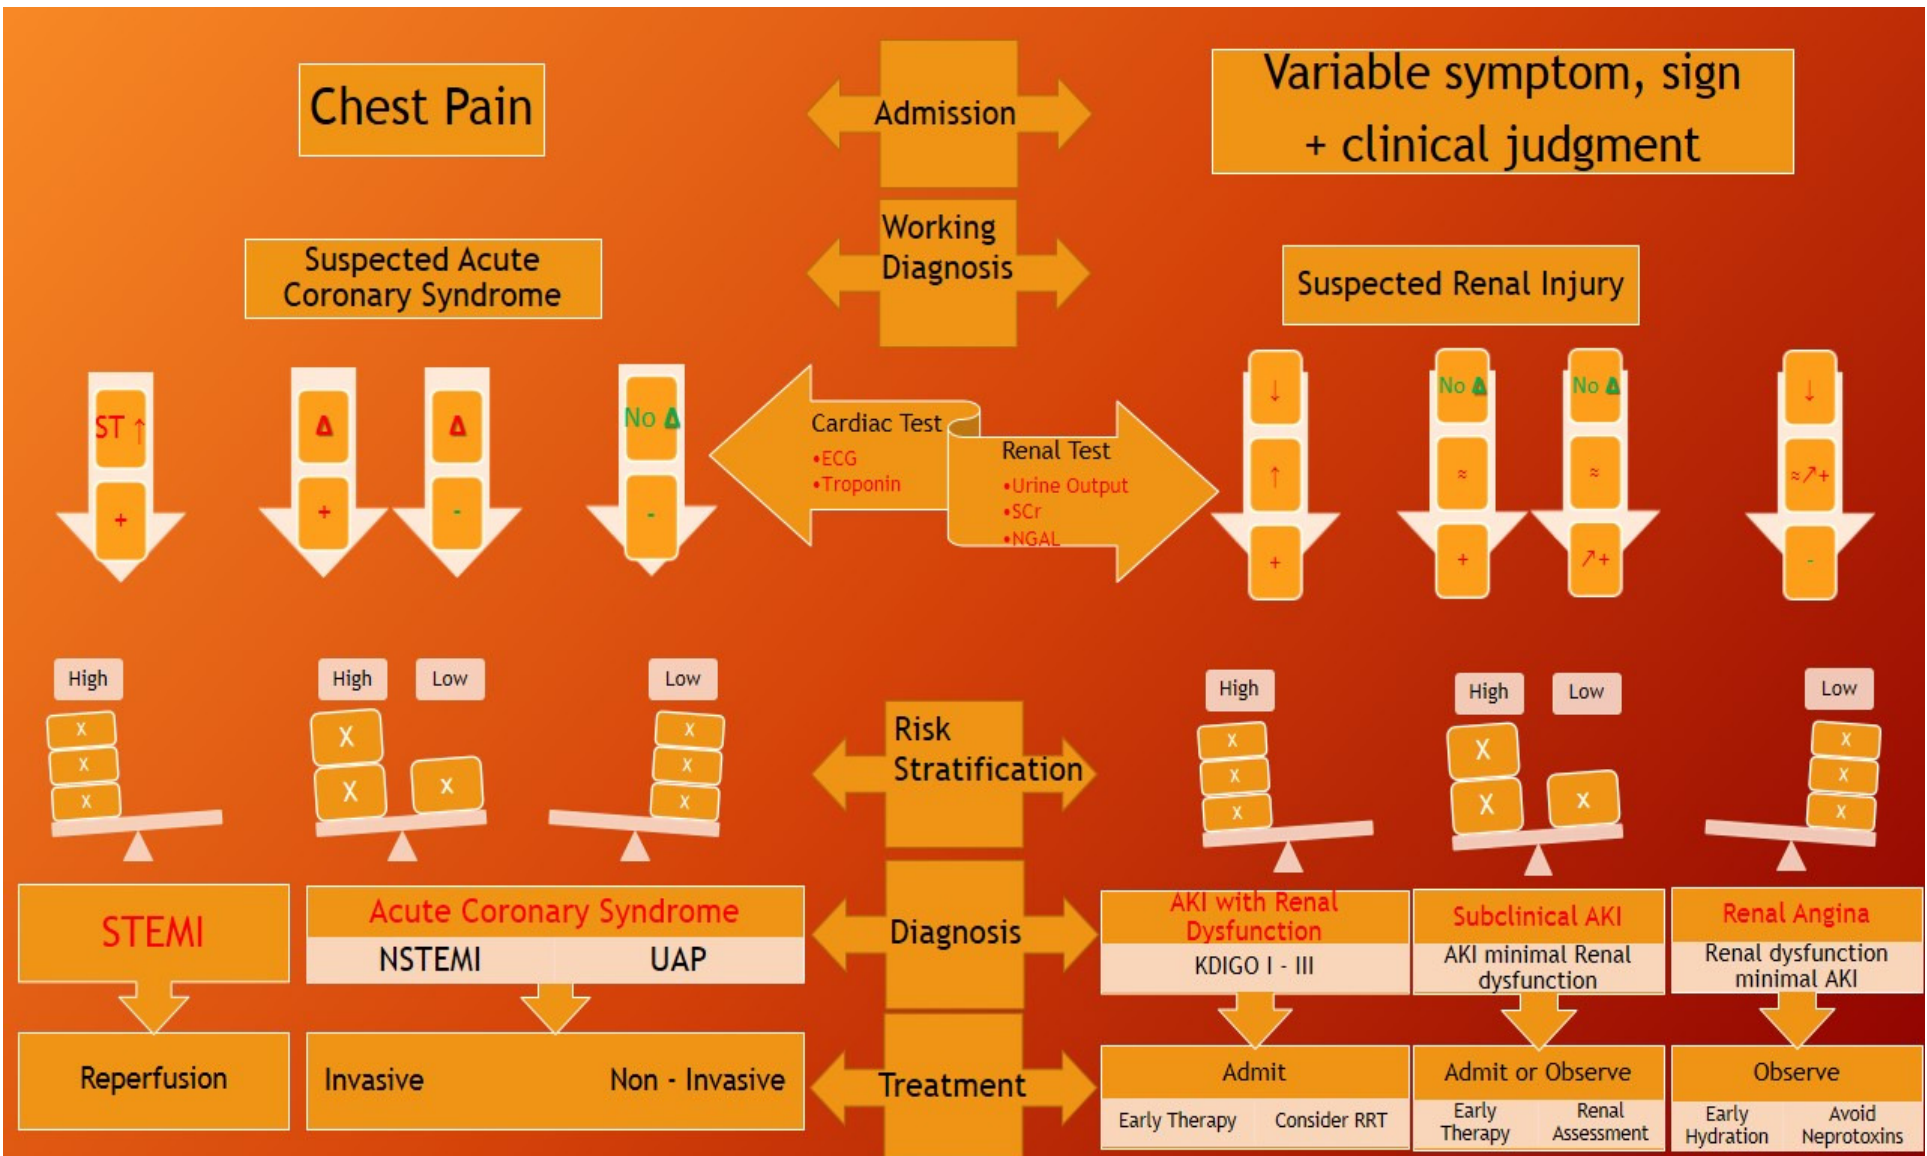 Chest Pain
Admission
Variable symptom, sign
+ clinical judgment
Working
Diagnosis
Suspected Acute
Coronary Syndrome
Suspected Renal Injury
ST ↑
+
Δ
+
Δ
-
No Δ
-
Cardiac Test
•ECG
•Troponin
Renal Test
•Urine Output
•SCr
•NGAL
↓
↑
+
No Δ
≈
+
No Δ
≈
↗+
↓
≈↗+
-
High
X
X
X
High
Low
X
X
X
Low
X
X
X
Risk
Stratification
High
X
X
X
High
Low
X
X
X
Low
X
X
X
STEMI
Acute Coronary Syndrome
NSTEMI
UAP
Diagnosis
AKI with Renal
Dysfunction
KDIGO I - III
Subclinical AKI
AKI minimal Renal
dysfunction
Renal Angina
Renal dysfunction
minimal AKI
Reperfusion
Invasive
Non - Invasive
Treatment
Admit
Early Therapy
Consider RRT
Admit or Observe
Early
Therapy
Renal
Assessment
Observe
Early
Hydration
Avoid
Neprotoxins